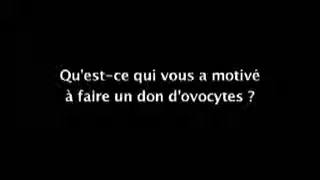 Qu'est-ce qui vous a motivé
à faire un don d'ovocytes ?